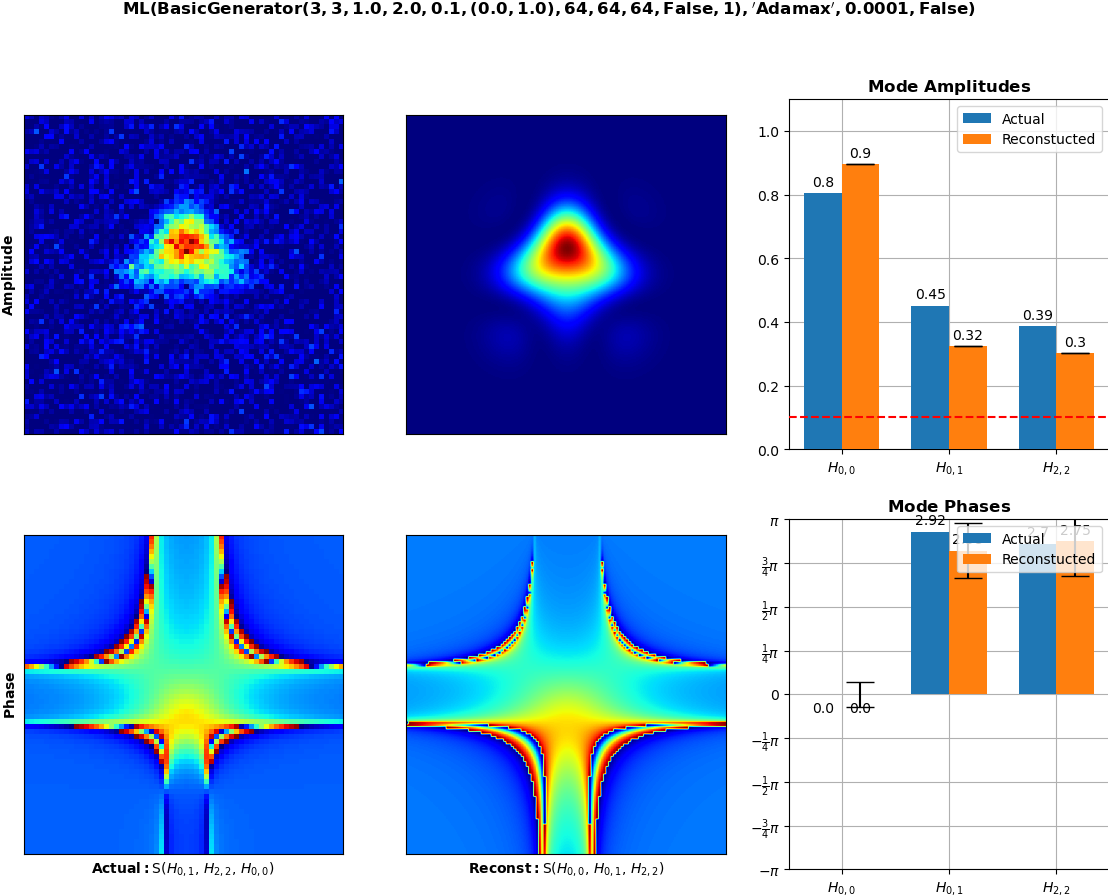 ML(BasicGenerator(3, 3, 1.0, 2.0, 0.1, (0.0, 1.0), 64, 64, 64, False, 1), ′Adamax′, 0.0001, False)
Mode Amplitudes
Actual
Reconstucted
1.0
0.8
0.6
0.4
0.2
0.0
0.8
0.9
0.45
0.32
0.39
0.3
H0,0
H0,1
H2,2
Amplitude
Mode Phases
Actual
Reconstucted
π
3/4π
1/2π
1/4π
0
−1/4π
−1/2π
−3/4π
−π
0.0
0.0
2.92
2.7
2.75
H0,0
H0,1
H2,2
Phase
Actual: S(H0,1, H2,2, H0,0)
Reconst: S(H0,0, H0,1, H2,2)